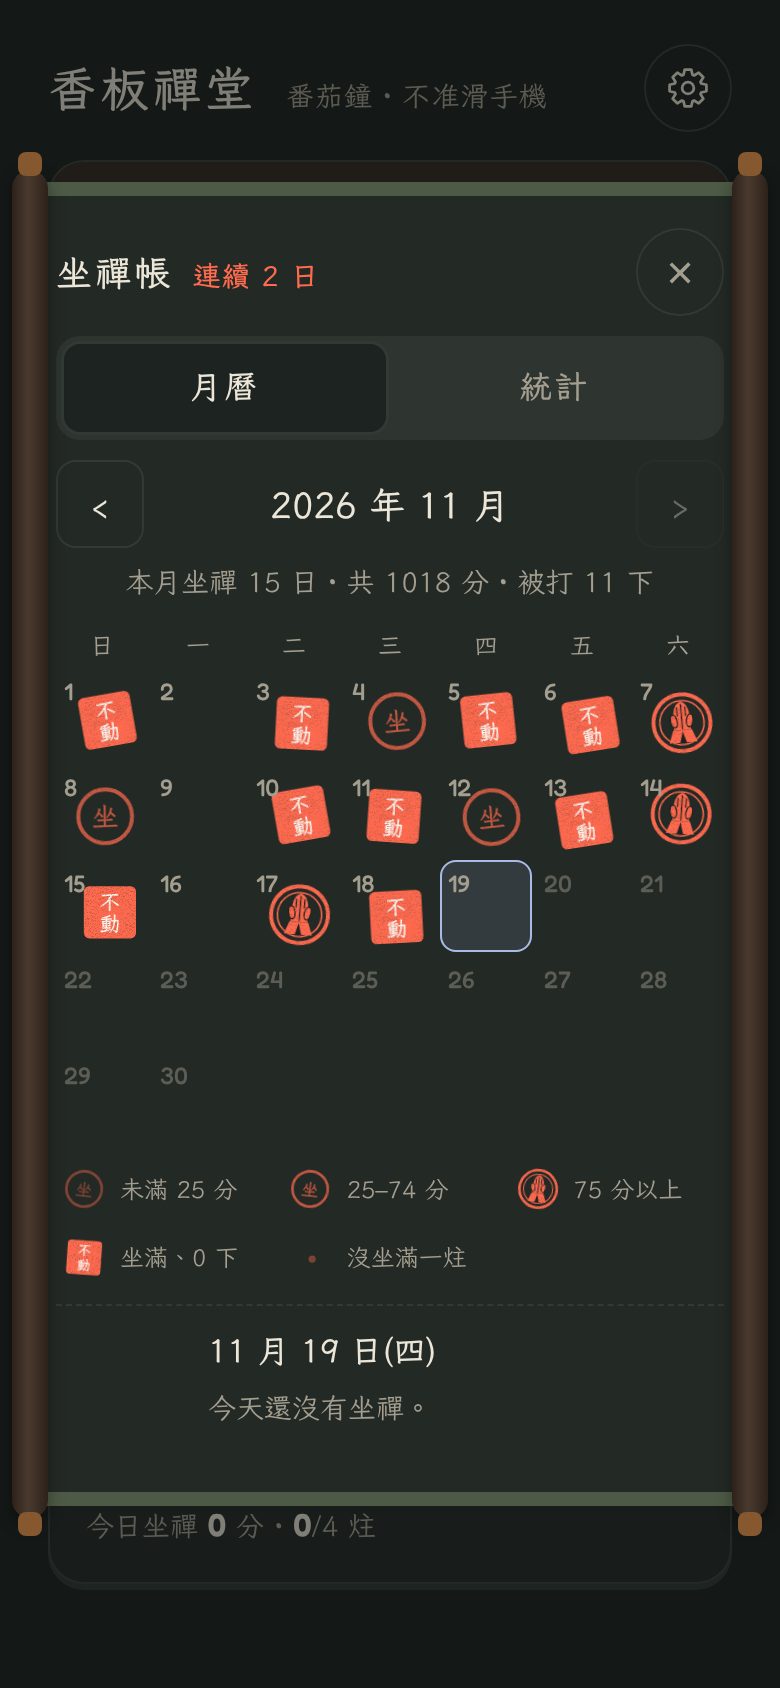 香板禪堂 番茄鐘・不准滑手機
坐禪帳 連續 2 日 ×
月曆 統計
< 2026 年 11 月 >
本月坐禪 15 日・共 1018 分・被打 11 下
日 一 二 三 四 五 六
1 不動 2 3 不動 4 坐 5 不動 6 不動 7
8 坐 9 10 不動 11 不動 12 坐 13 不動 14
15 不動 16 17 18 不動 19 20 21
22 23 24 25 26 27 28
29 30
坐 未滿 25 分 坐 25–74 分 75 分以上
不動 坐滿、0 下 • 沒坐滿一炷
11 月 19 日(四)
今天還沒有坐禪。
今日坐禪 0 分・0/4 炷